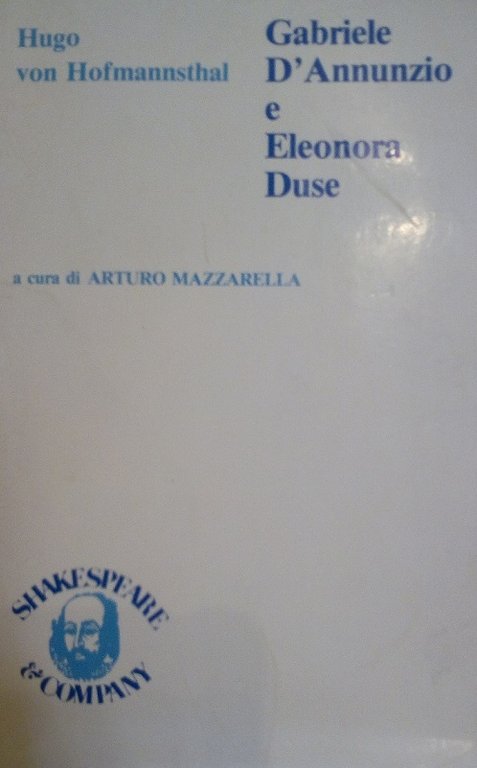 Hugo
von Hofmannsthal
Gabriele
D'Annunzio
e
Eleonora
Duse
a cura di ARTURO MAZZARELLA
SHAKESPEARE
& COMPANY